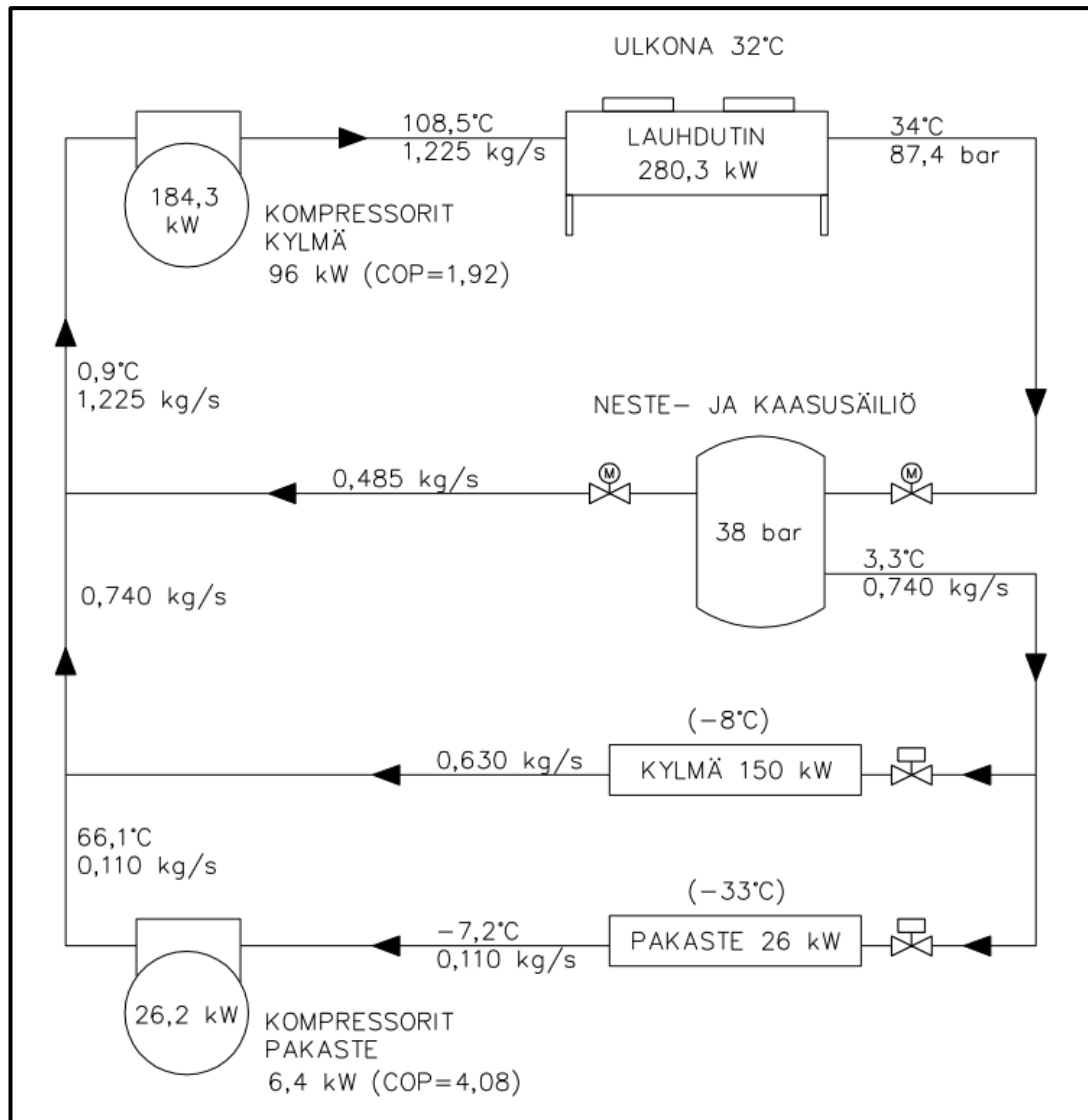 ULKONA 32°C
108,5°C
1,225 kg/s
LAUHDUTIN
280,3 kW
34°C
87,4 bar
184,3
kW
KOMPRESSORIT
KYLMÄ
96 kW (COP=1,92)
0,9°C
1,225 kg/s
NESTE- JA KAASUSÄILIÖ
M
M
0,485 kg/s
38 bar
3,3°C
0,740 kg/s
0,740 kg/s
(-8°C)
0,630 kg/s
KYLMÄ 150 kW
66,1°C
0,110 kg/s
(-33°C)
-7,2°C
0,110 kg/s
PAKASTE 26 kW
26,2 kW
KOMPRESSORIT
PAKASTE
6,4 kW (COP=4,08)